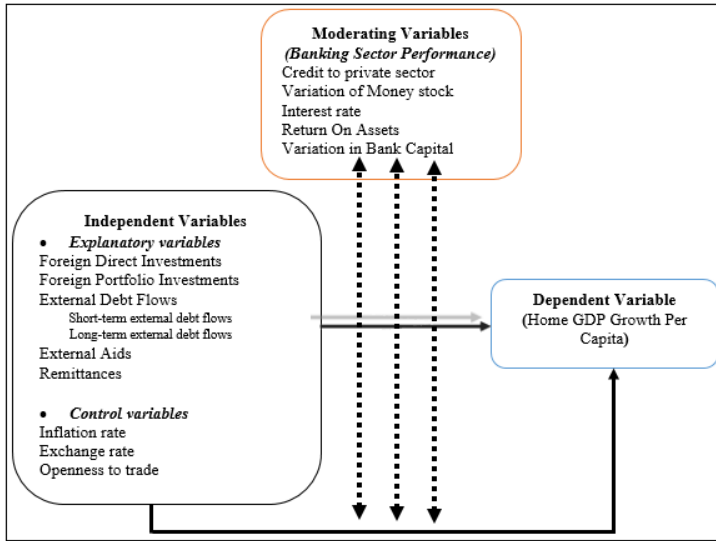 Moderating Variables
(Banking Sector Performance)
Credit to private sector
Variation of Money stock
Interest rate
Return On Assets
Variation in Bank Capital
Independent Variables
• Explanatory variables
Foreign Direct Investments
Foreign Portfolio Investments
External Debt Flows
Short-term external debt flows
Long-term external debt flows
External Aids
Remittances
• Control variables
Inflation rate
Exchange rate
Openness to trade
Dependent Variable
(Home GDP Growth Per
Capita)